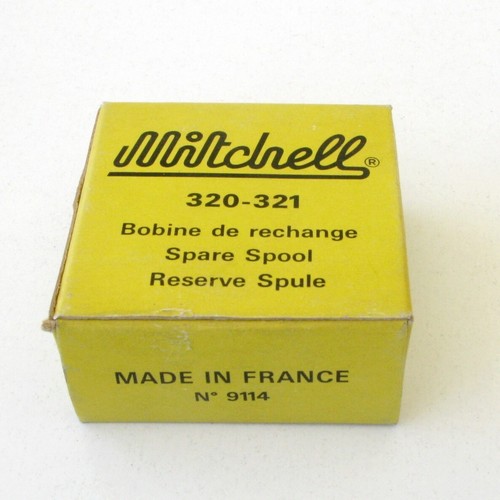 Mitchell®
320-321
Bobine de rechange
Spare Spool
Reserve Spule
MADE IN FRANCE
N° 9114